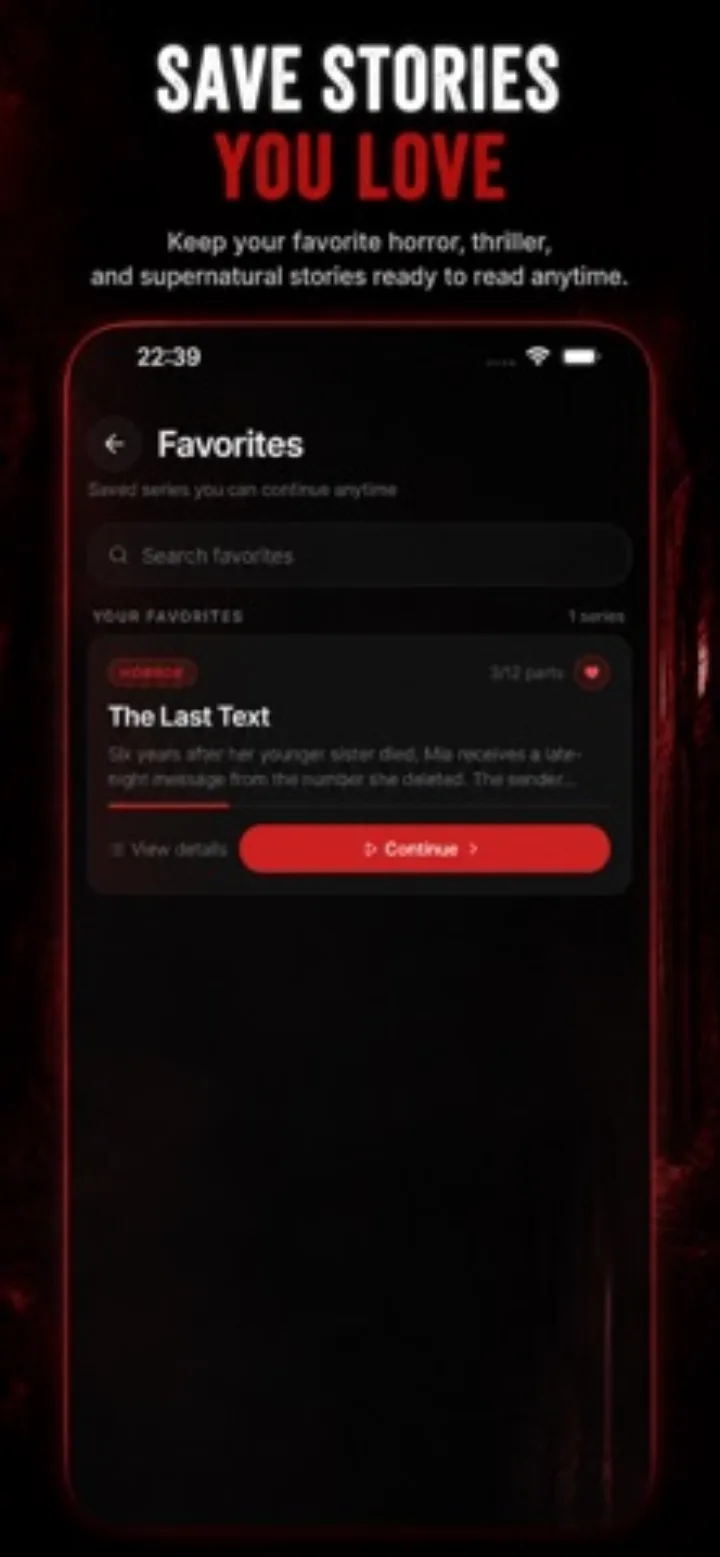 SAVE STORIES
YOU LOVE
Keep your favorite horror, thriller,
and supernatural stories ready to read anytime.
22:39
Favorites
Saved series you can continue anytime
Search favorites
YOUR FAVORITES
1 series
HORROR
3/12 parts
The Last Text
Six years after her younger sister died, Mia receives a late-
night message from the number she deleted. The sender...
View details
Continue